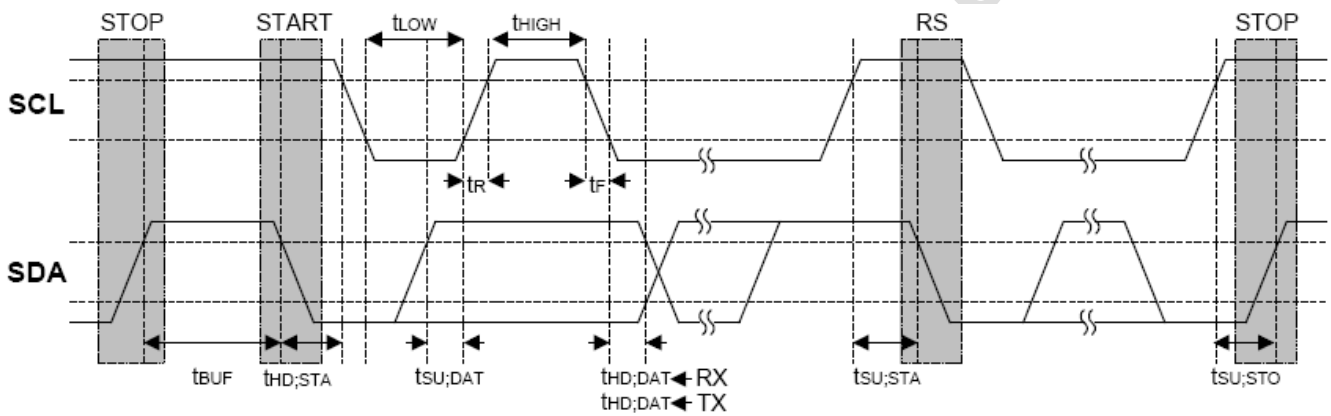 STOP START tLOW tHIGH RS STOP
SCL
tR tF
SDA
tBUF tHD;STA tSU;DAT tHD;DAT RX tSU;STA tSU;STO
tHD;DAT TX